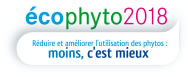 écophyto2018
Réduire et améliorer l'utilisation des phytos :
moins, c'est mieux